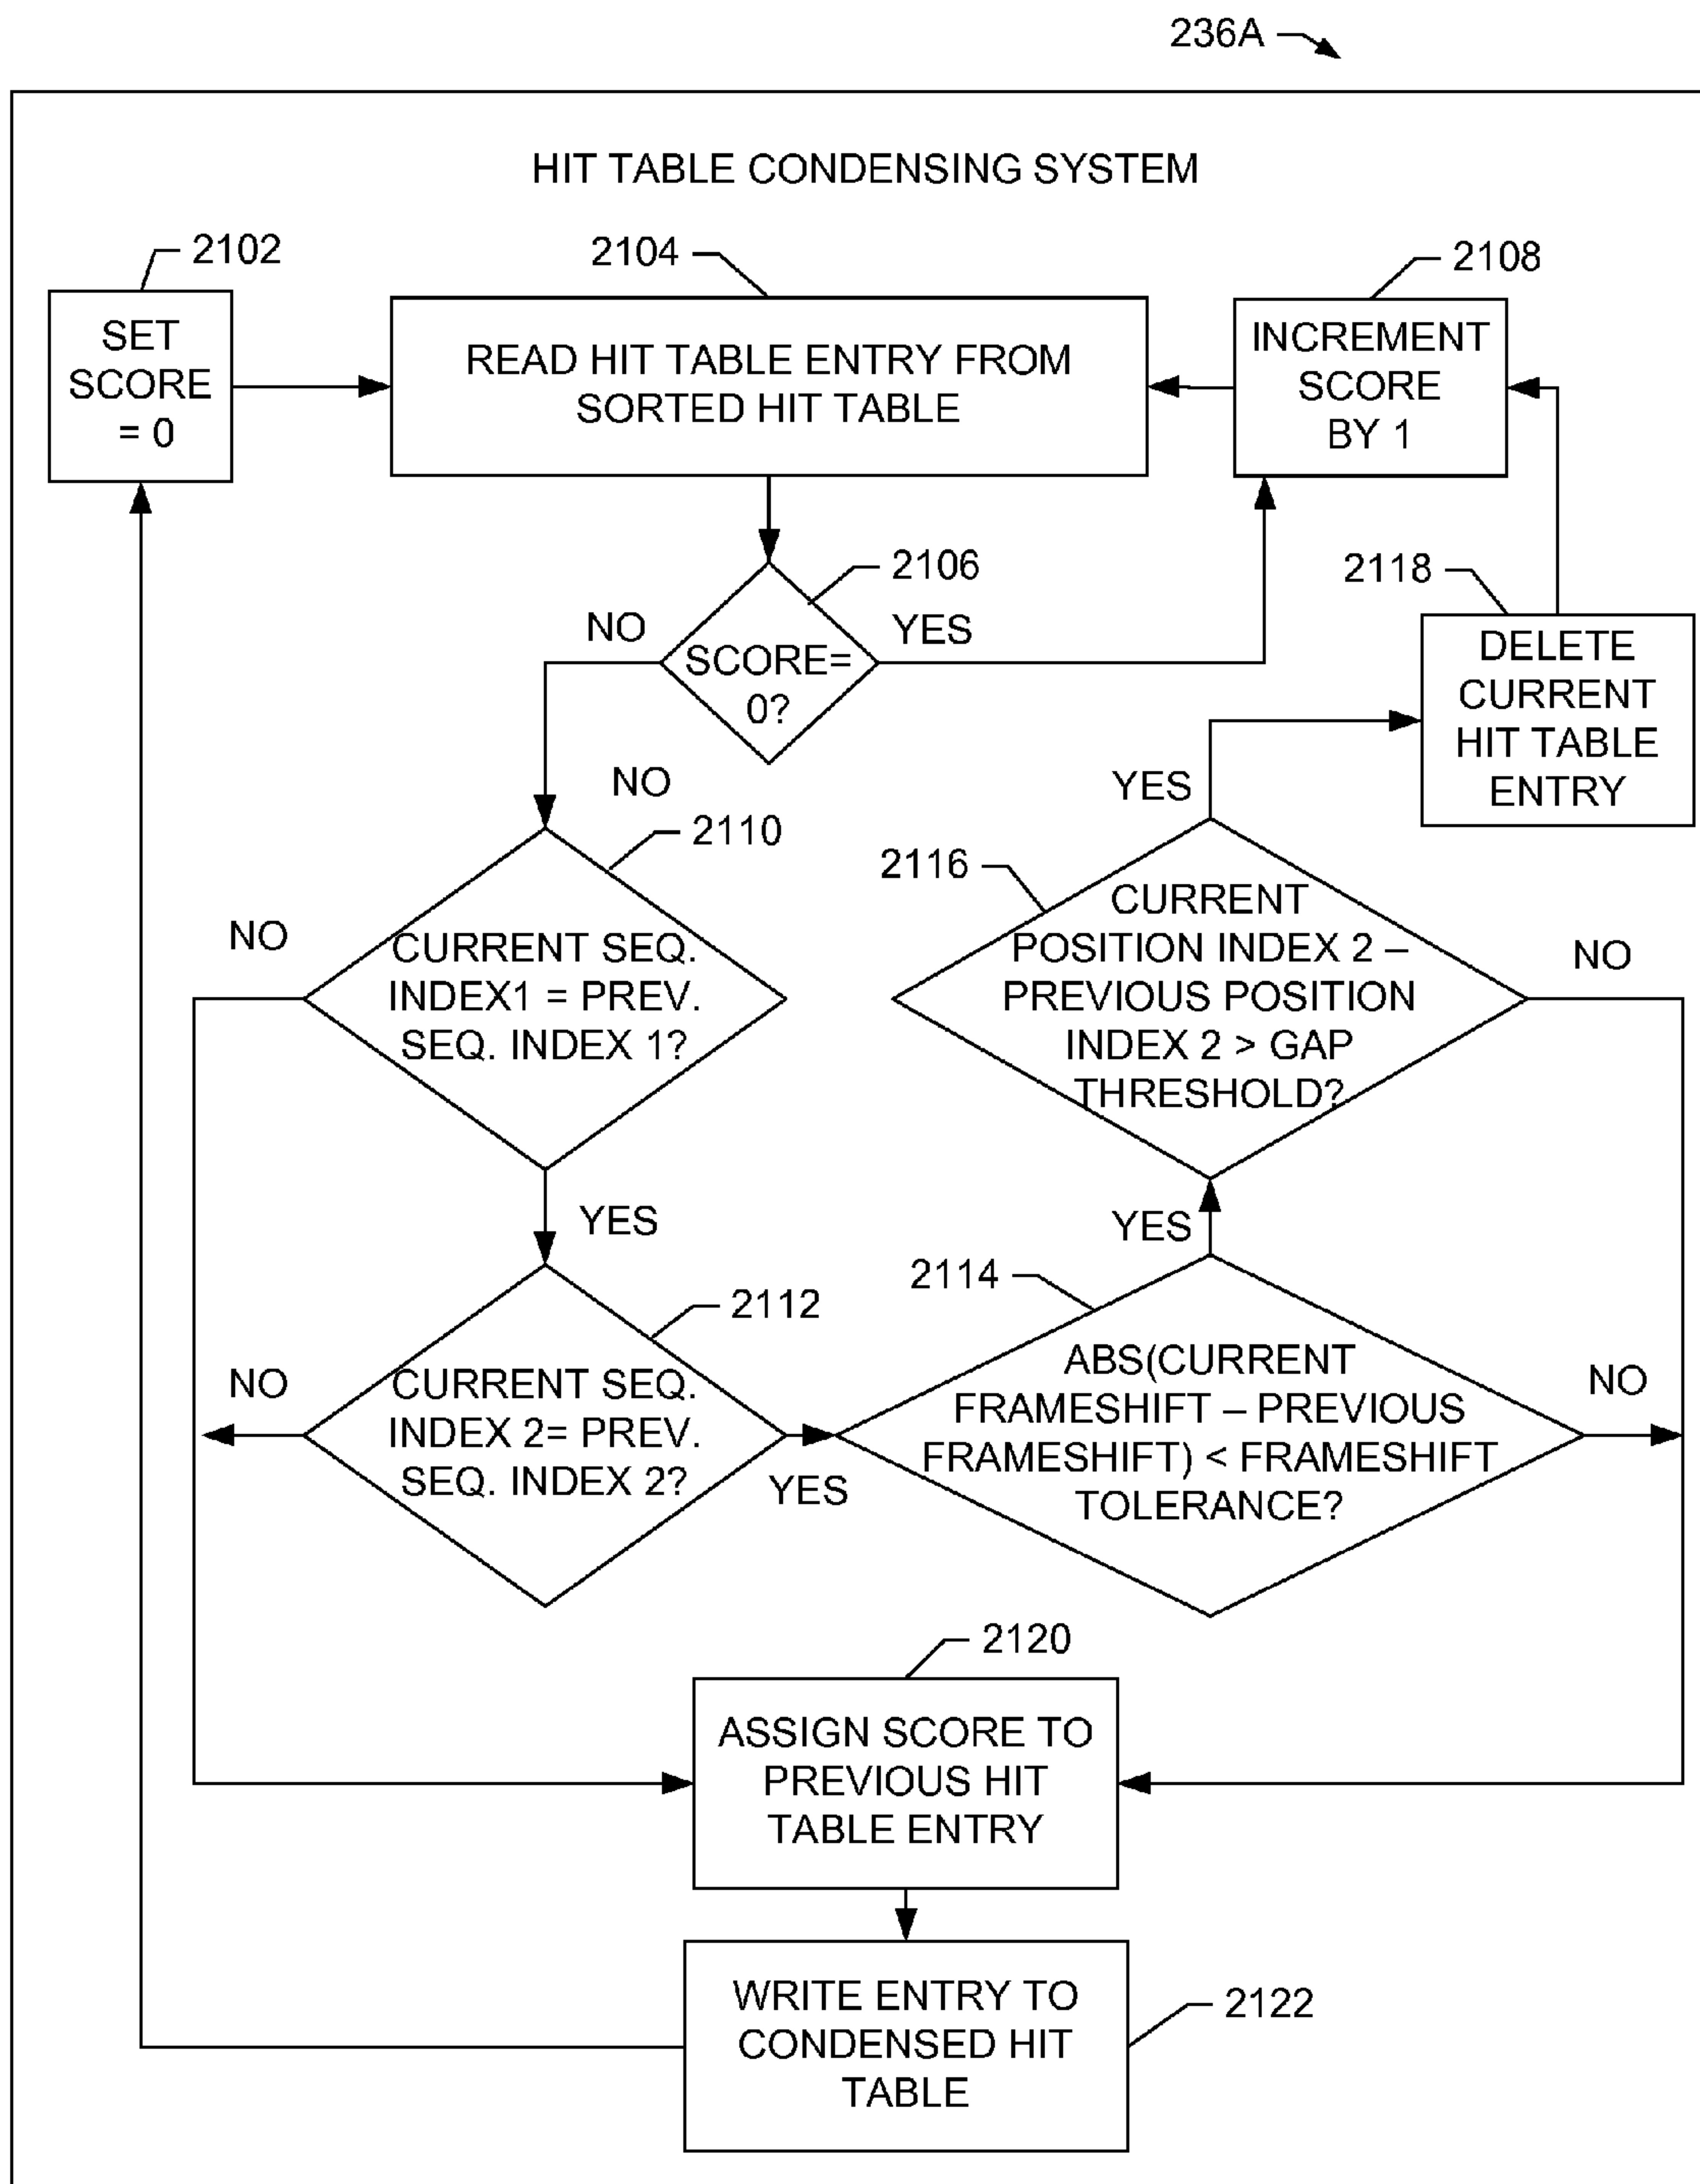 236A
HIT TABLE CONDENSING SYSTEM
2102
2104
2108
SET
SCORE
= 0
READ HIT TABLE ENTRY FROM
SORTED HIT TABLE
INCREMENT
SCORE
BY 1
2106
2118
NO
YES
SCORE=
0?
DELETE
CURRENT
HIT TABLE
ENTRY
NO
YES
2110
2116
NO
CURRENT SEQ.
INDEX1 = PREV.
SEQ. INDEX 1?
CURRENT
POSITION INDEX 2 –
PREVIOUS POSITION
INDEX 2 > GAP
THRESHOLD?
NO
YES
YES
2112
2114
NO
CURRENT SEQ.
INDEX 2= PREV.
SEQ. INDEX 2?
YES
ABS(CURRENT
FRAMESHIFT – PREVIOUS
FRAMESHIFT) < FRAMESHIFT
TOLERANCE?
NO
2120
ASSIGN SCORE TO
PREVIOUS HIT
TABLE ENTRY
WRITE ENTRY TO
CONDENSED HIT
TABLE
2122